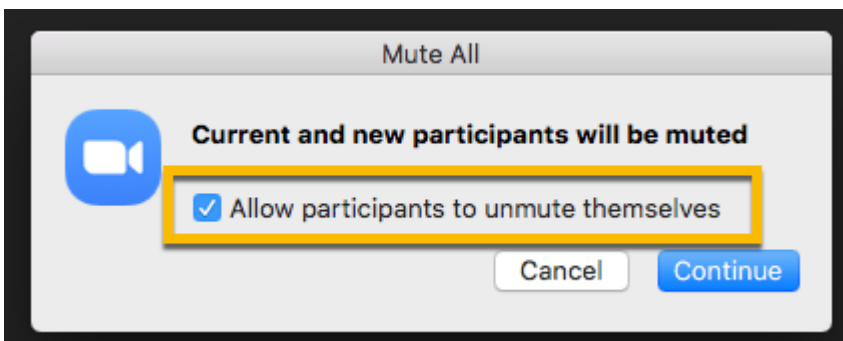 Mute All
Current and new participants will be muted
Allow participants to unmute themselves
Cancel Continue